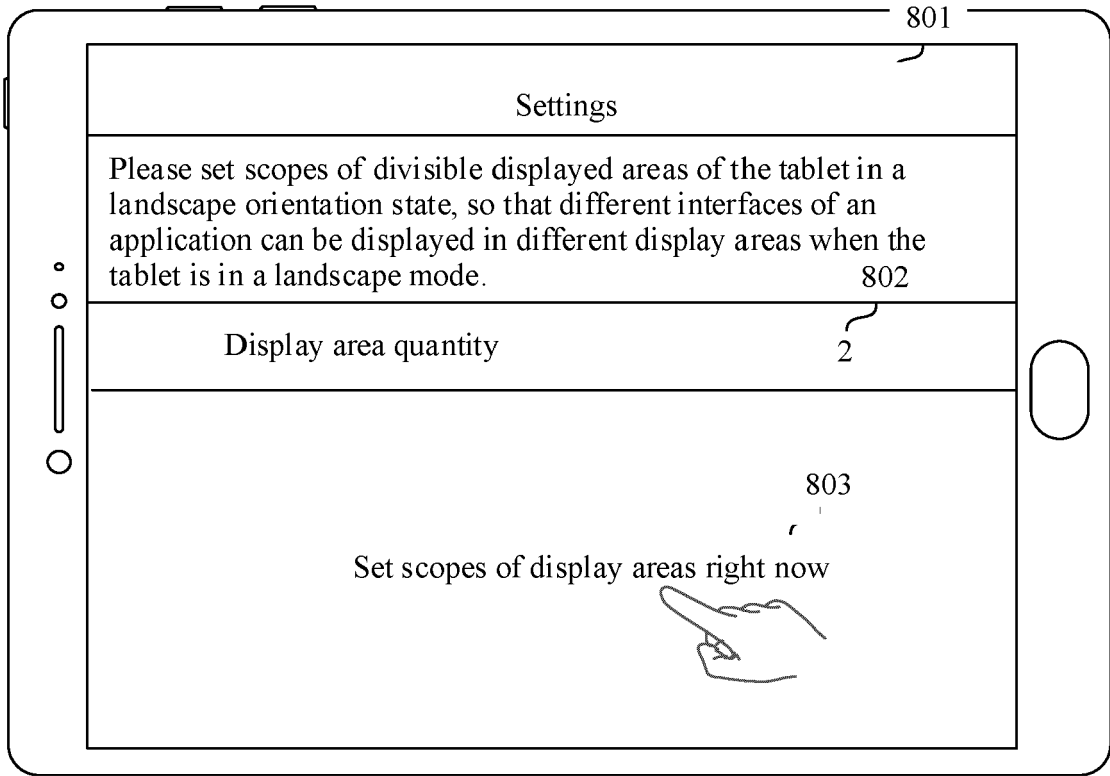 801
Settings
Please set scopes of divisible displayed areas of the tablet in a
landscape orientation state, so that different interfaces of an
application can be displayed in different display areas when the
tablet is in a landscape mode.
802
Display area quantity 2
803
Set scopes of display areas right now